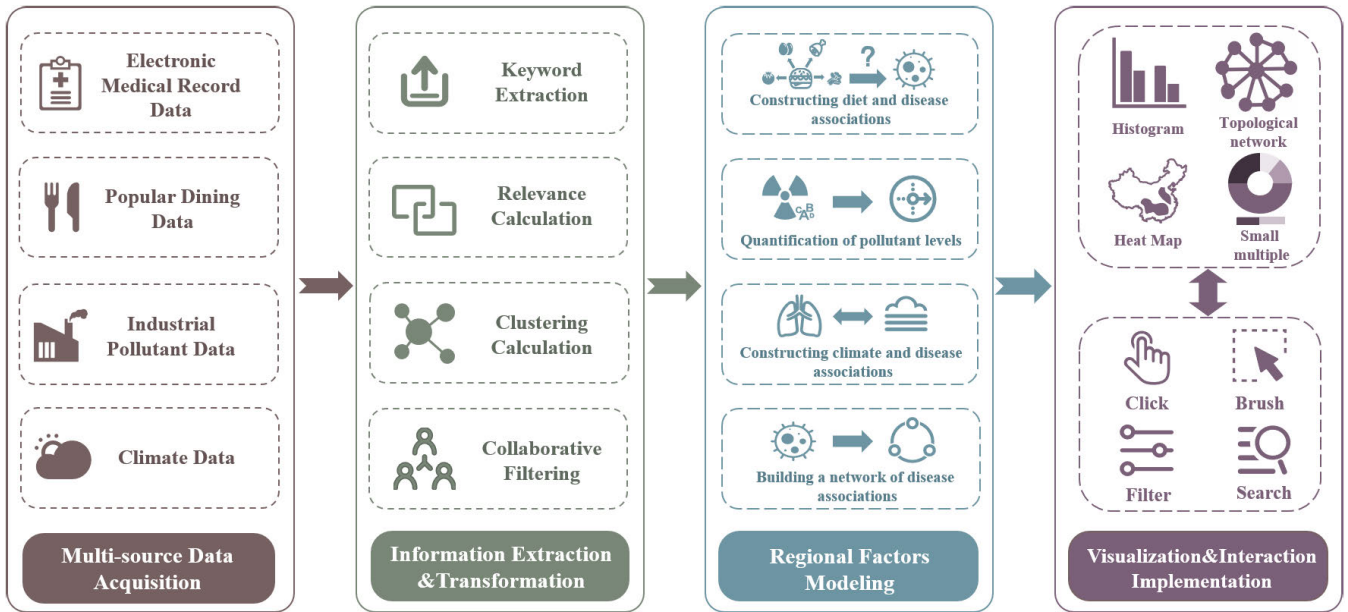 Electronic
Medical Record
Data
Popular Dining
Data
Industrial
Pollutant Data
Climate Data
Multi-source Data
Acquisition
Keyword
Extraction
Relevance
Calculation
Clustering
Calculation
Collaborative
Filtering
Information Extraction
&Transformation
?
Constructing diet and disease
associations
C A B D
Quantification of pollutant levels
Constructing climate and disease
associations
Building a network of disease
associations
Regional Factors
Modeling
Histogram
Topological
network
Heat Map
Small
multiple
Click
Brush
Filter
Search
Visualization&Interaction
Implementation